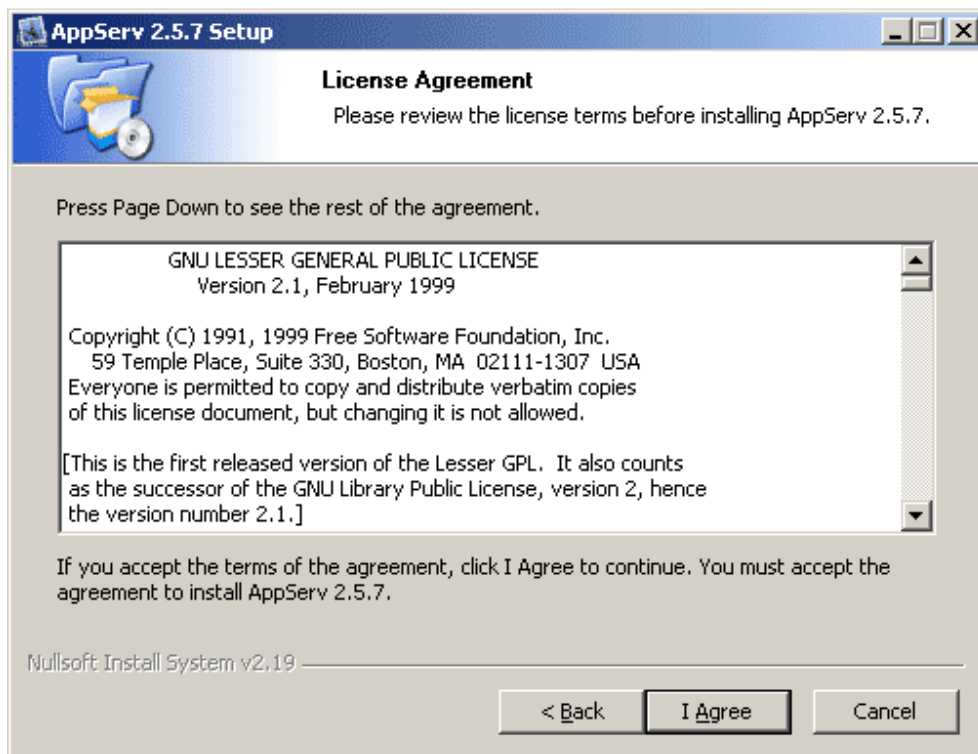 AppServ 2.5.7 Setup
License Agreement
Please review the license terms before installing AppServ 2.5.7.
Press Page Down to see the rest of the agreement.
GNU LESSER GENERAL PUBLIC LICENSE
Version 2.1, February 1999
Copyright (C) 1991, 1999 Free Software Foundation, Inc.
59 Temple Place, Suite 330, Boston, MA  02111-1307  USA
Everyone is permitted to copy and distribute verbatim copies
of this license document, but changing it is not allowed.
[This is the first released version of the Lesser GPL.  It also counts
as the successor of the GNU Library Public License, version 2, hence
the version number 2.1.]
If you accept the terms of the agreement, click I Agree to continue. You must accept the
agreement to install AppServ 2.5.7.
Nullsoft Install System v2.19
< Back
I Agree
Cancel